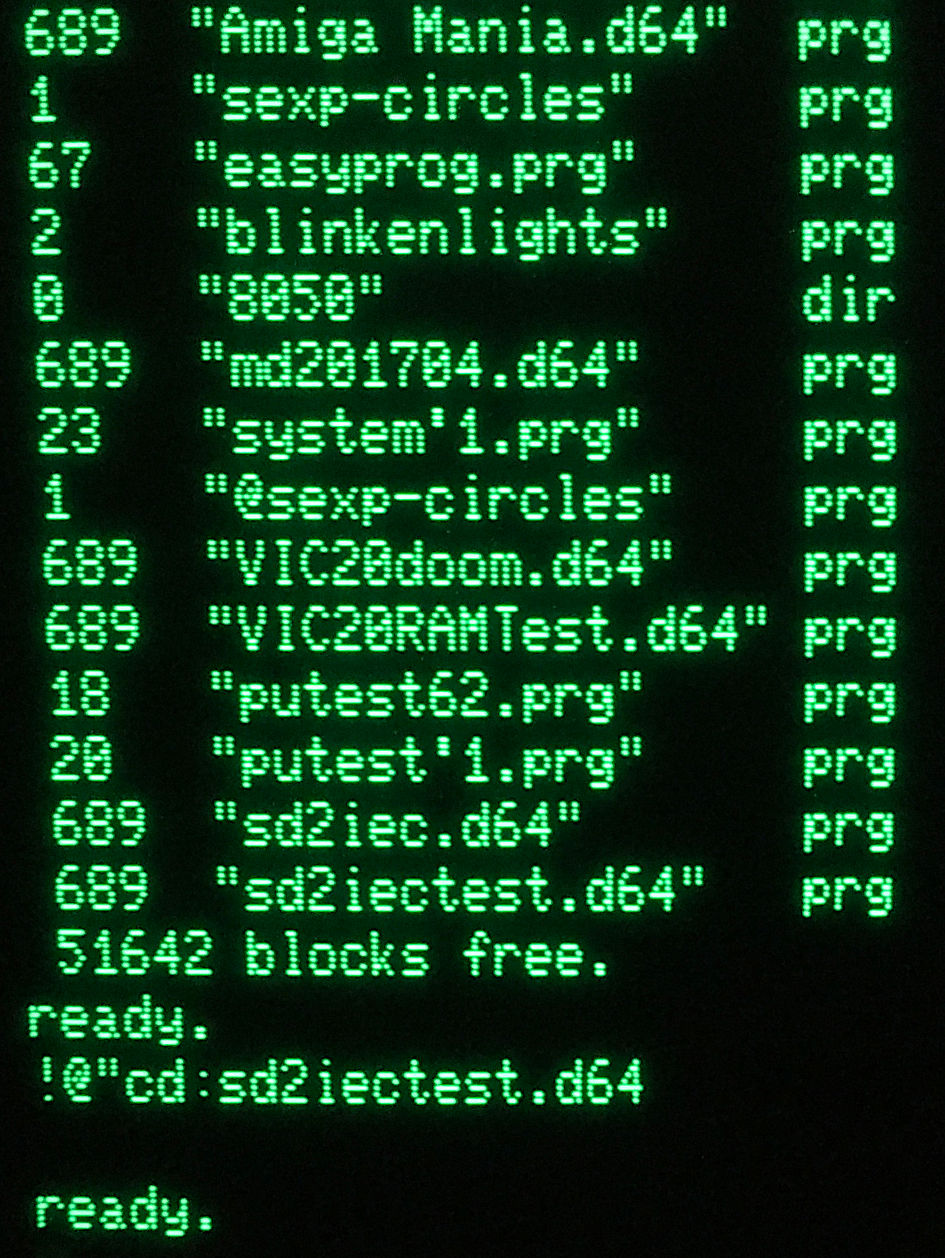 689 "Amiga Mania.d64" prg
1 "sexp-circles" prg
67 "easyprog.prg" prg
2 "blinkenlights" prg
0 "8050" dir
689 "md201704.d64" prg
23 "system'1.prg" prg
1 "@sexp-circles" prg
689 "VIC20doom.d64" prg
689 "VIC20RAMTest.d64" prg
18 "putest62.prg" prg
20 "putest'1.prg" prg
689 "sd2iec.d64" prg
689 "sd2iectest.d64" prg
51642 blocks free.
ready.
!@"cd:sd2iectest.d64
ready.